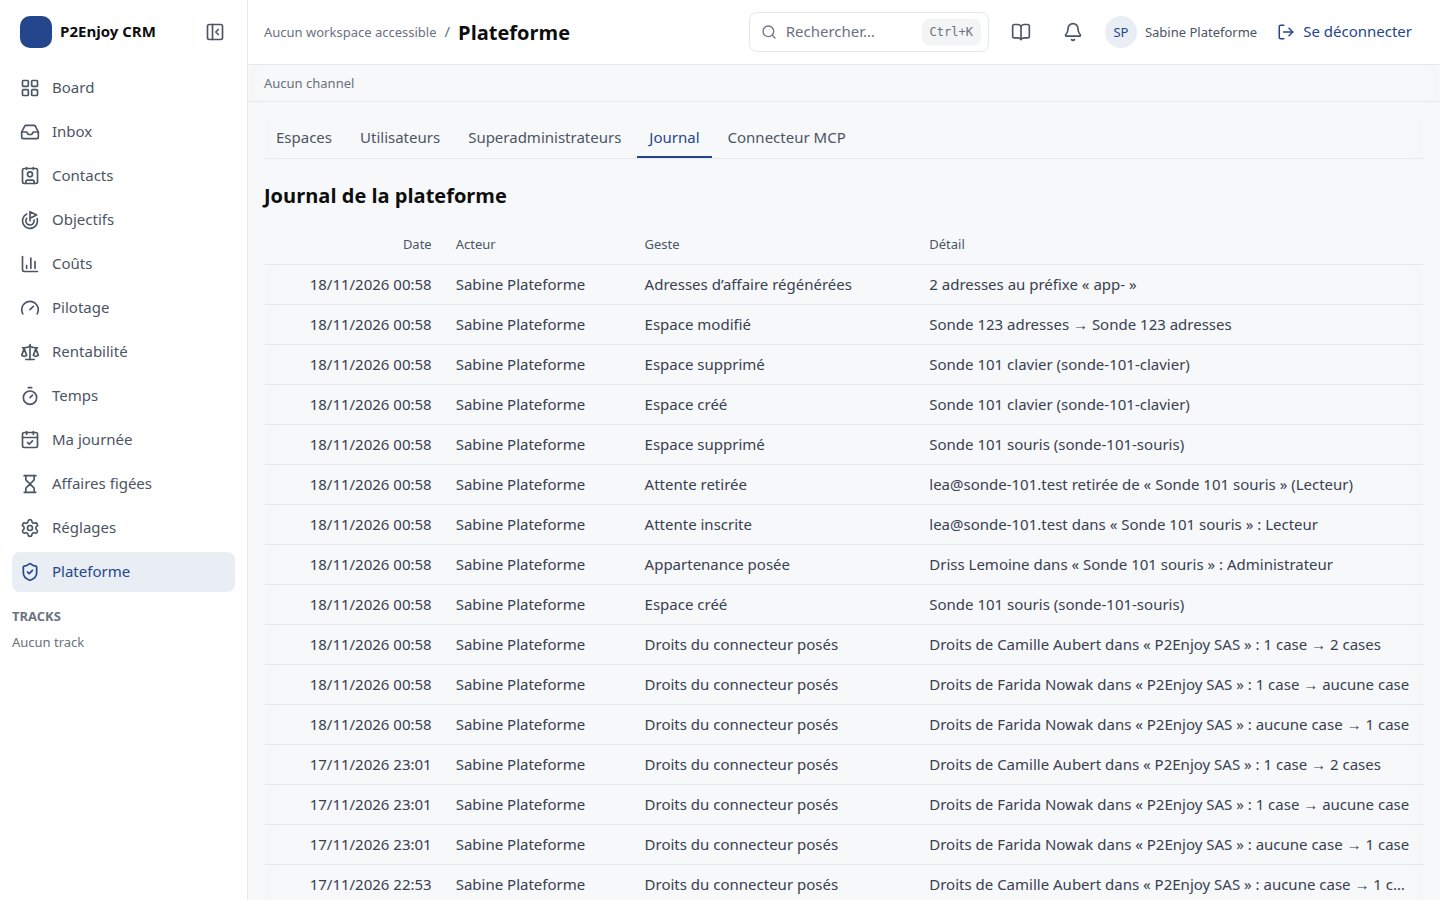 P2Enjoy CRM
Board
Inbox
Contacts
Objectifs
Coûts
Pilotage
Rentabilité
Temps
Ma journée
Affaires figées
Réglages
Plateforme
TRACKS
Aucun track
Aucun workspace accessible / Plateforme
Rechercher... Ctrl+K
SP Sabine Plateforme
Se déconnecter
Aucun channel
Espaces Utilisateurs Superadministrateurs Journal Connecteur MCP
Journal de la plateforme
Date Acteur Geste Détail
18/11/2026 00:58 Sabine Plateforme Adresses d’affaire régénérées 2 adresses au préfixe « app- »
18/11/2026 00:58 Sabine Plateforme Espace modifié Sonde 123 adresses → Sonde 123 adresses
18/11/2026 00:58 Sabine Plateforme Espace supprimé Sonde 101 clavier (sonde-101-clavier)
18/11/2026 00:58 Sabine Plateforme Espace créé Sonde 101 clavier (sonde-101-clavier)
18/11/2026 00:58 Sabine Plateforme Espace supprimé Sonde 101 souris (sonde-101-souris)
18/11/2026 00:58 Sabine Plateforme Attente retirée lea@sonde-101.test retirée de « Sonde 101 souris » (Lecteur)
18/11/2026 00:58 Sabine Plateforme Attente inscrite lea@sonde-101.test dans « Sonde 101 souris » : Lecteur
18/11/2026 00:58 Sabine Plateforme Appartenance posée Driss Lemoine dans « Sonde 101 souris » : Administrateur
18/11/2026 00:58 Sabine Plateforme Espace créé Sonde 101 souris (sonde-101-souris)
18/11/2026 00:58 Sabine Plateforme Droits du connecteur posés Droits de Camille Aubert dans « P2Enjoy SAS » : 1 case → 2 cases
18/11/2026 00:58 Sabine Plateforme Droits du connecteur posés Droits de Farida Nowak dans « P2Enjoy SAS » : 1 case → aucune case
18/11/2026 00:58 Sabine Plateforme Droits du connecteur posés Droits de Farida Nowak dans « P2Enjoy SAS » : aucune case → 1 case
17/11/2026 23:01 Sabine Plateforme Droits du connecteur posés Droits de Camille Aubert dans « P2Enjoy SAS » : 1 case → 2 cases
17/11/2026 23:01 Sabine Plateforme Droits du connecteur posés Droits de Farida Nowak dans « P2Enjoy SAS » : 1 case → aucune case
17/11/2026 23:01 Sabine Plateforme Droits du connecteur posés Droits de Farida Nowak dans « P2Enjoy SAS » : aucune case → 1 case
17/11/2026 22:53 Sabine Plateforme Droits du connecteur posés Droits de Camille Aubert dans « P2Enjoy SAS » : aucune case → 1 c...